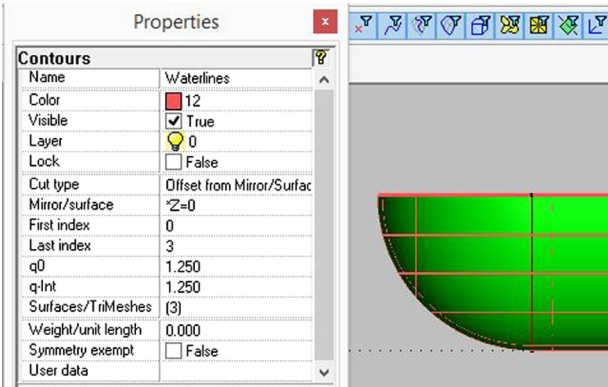 Properties
x
Contours
Name Waterlines
Color 12
Visible True
Layer 0
Lock False
Cut type Offset from Mirror/Surfac
Mirror/surface *Z=0
First index 0
Last index 3
q0 1.250
q-Int 1.250
Surfaces/TriMeshes (3)
Weight/unit length 0.000
Symmetry exempt False
User data